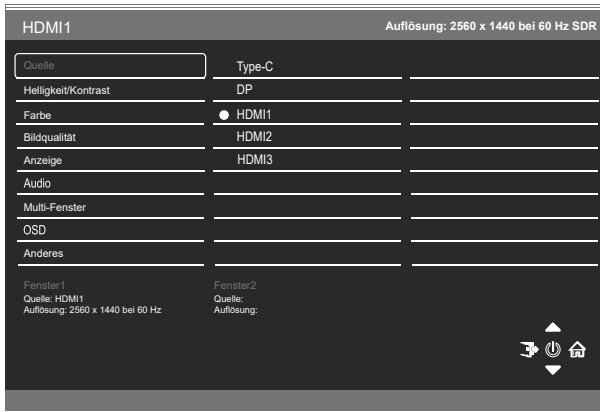 HDMI1
Auflösung: 2560 x 1440 bei 60 Hz SDR
Quelle
Helligkeit/Kontrast
Farbe
Bildqualität
Anzeige
Audio
Multi-Fenster
OSD
Anderes
Type-C
DP
HDMI1
HDMI2
HDMI3
Fenster1
Quelle: HDMI1
Auflösung: 2560 x 1440 bei 60 Hz
Fenster2
Quelle:
Auflösung: